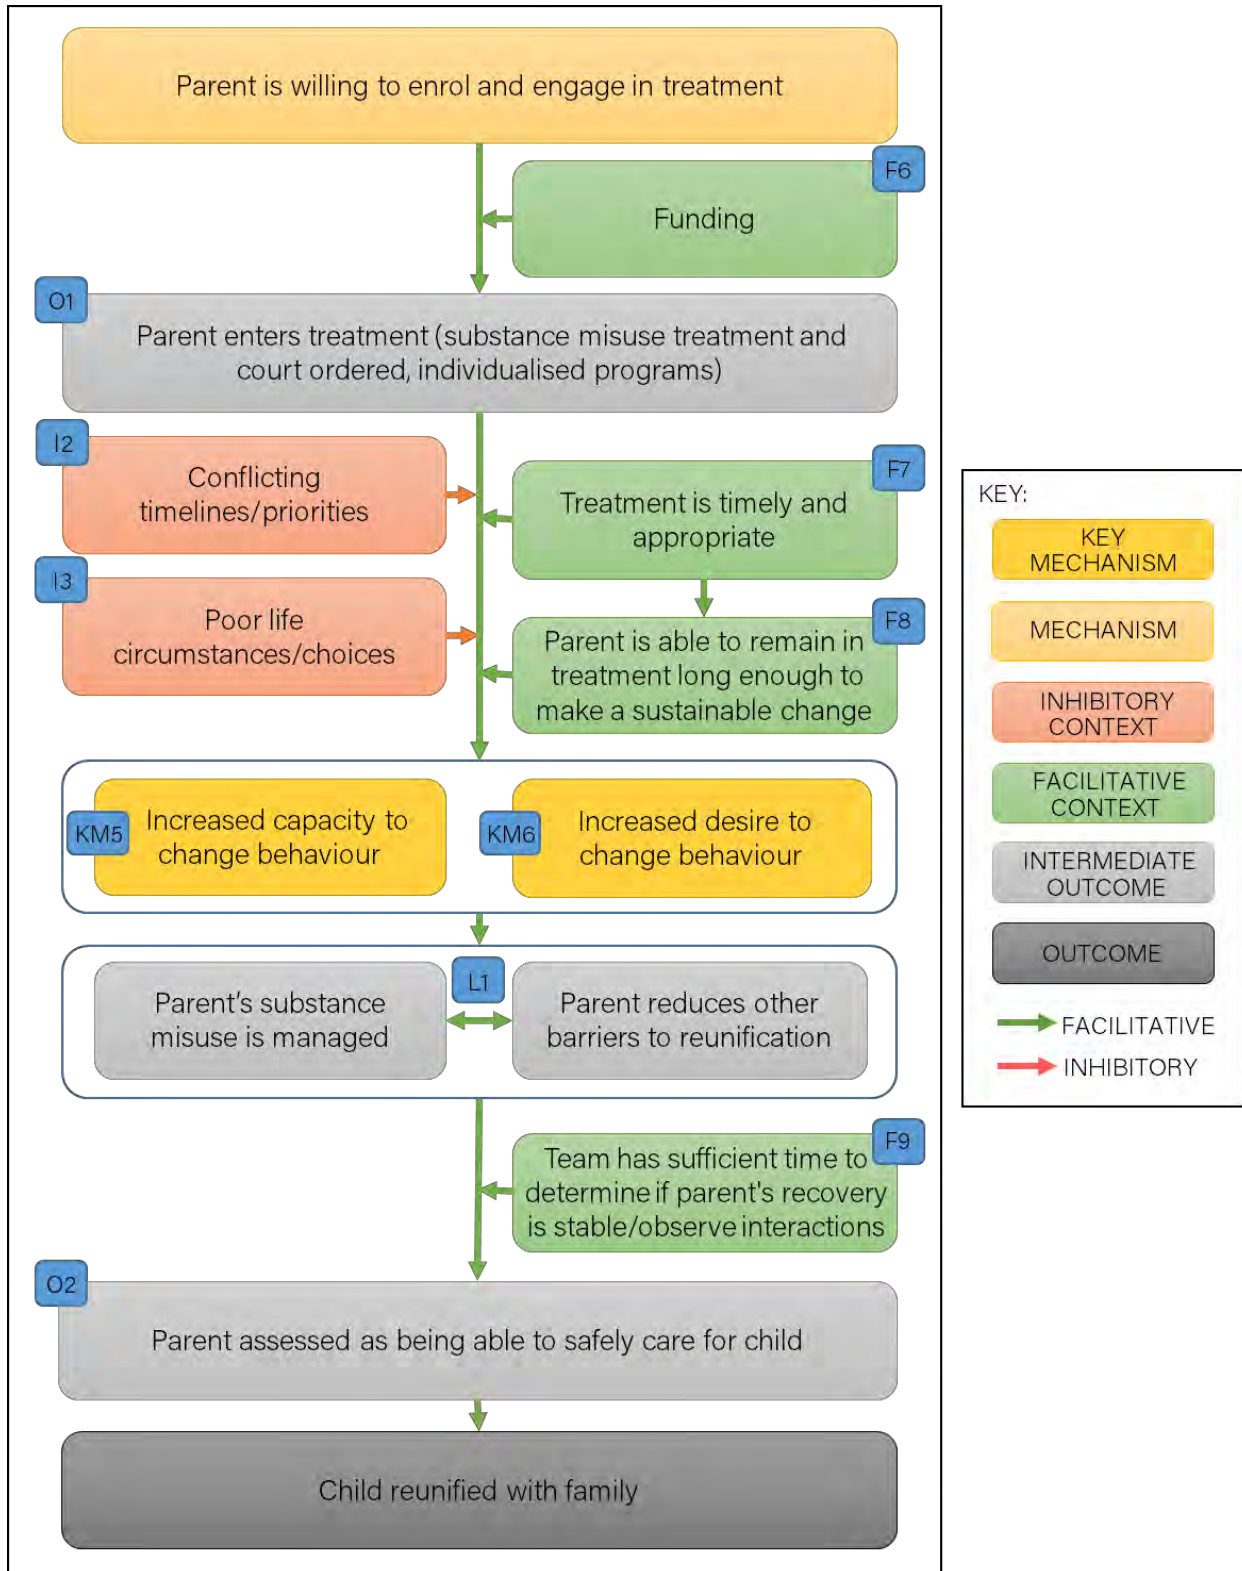 Parent is willing to enrol and engage in treatment
F6
Funding
O1
Parent enters treatment (substance misuse treatment and
court ordered, individualised programs)
I2
Conflicting
timelines/priorities
F7
Treatment is timely and
appropriate
I3
Poor life
circumstances/choices
F8
Parent is able to remain in
treatment long enough to
make a sustainable change
KM5
Increased capacity to
change behaviour
KM6
Increased desire to
change behaviour
Parent's substance
misuse is managed
L1
Parent reduces other
barriers to reunification
F9
Team has sufficient time to
determine if parent's recovery
is stable/observe interactions
O2
Parent assessed as being able to safely care for child
Child reunified with family
KEY:
KEY
MECHANISM
MECHANISM
INHIBITORY
CONTEXT
FACILITATIVE
CONTEXT
INTERMEDIATE
OUTCOME
OUTCOME
FACILITATIVE
INHIBITORY